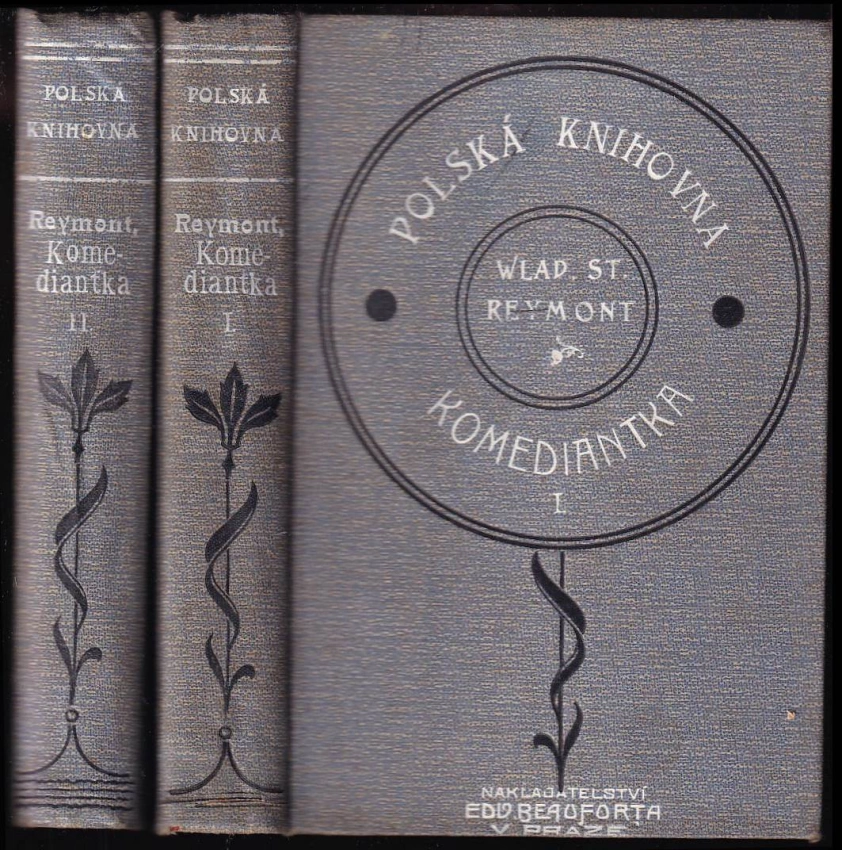 POLSKÁ
KNIHOVNA
Reymont,
Kome-
diantka
II.
POLSKÁ
KNIHOVNA
Reymont,
Kome-
diantka
I.
POLSKÁ KNIHOVNA
WLAD. ST.
REYMONT
KOMEDIANTKA
I.
NAKLADATELSTVÍ
EDV. BEAUFORTA
V PRAZE